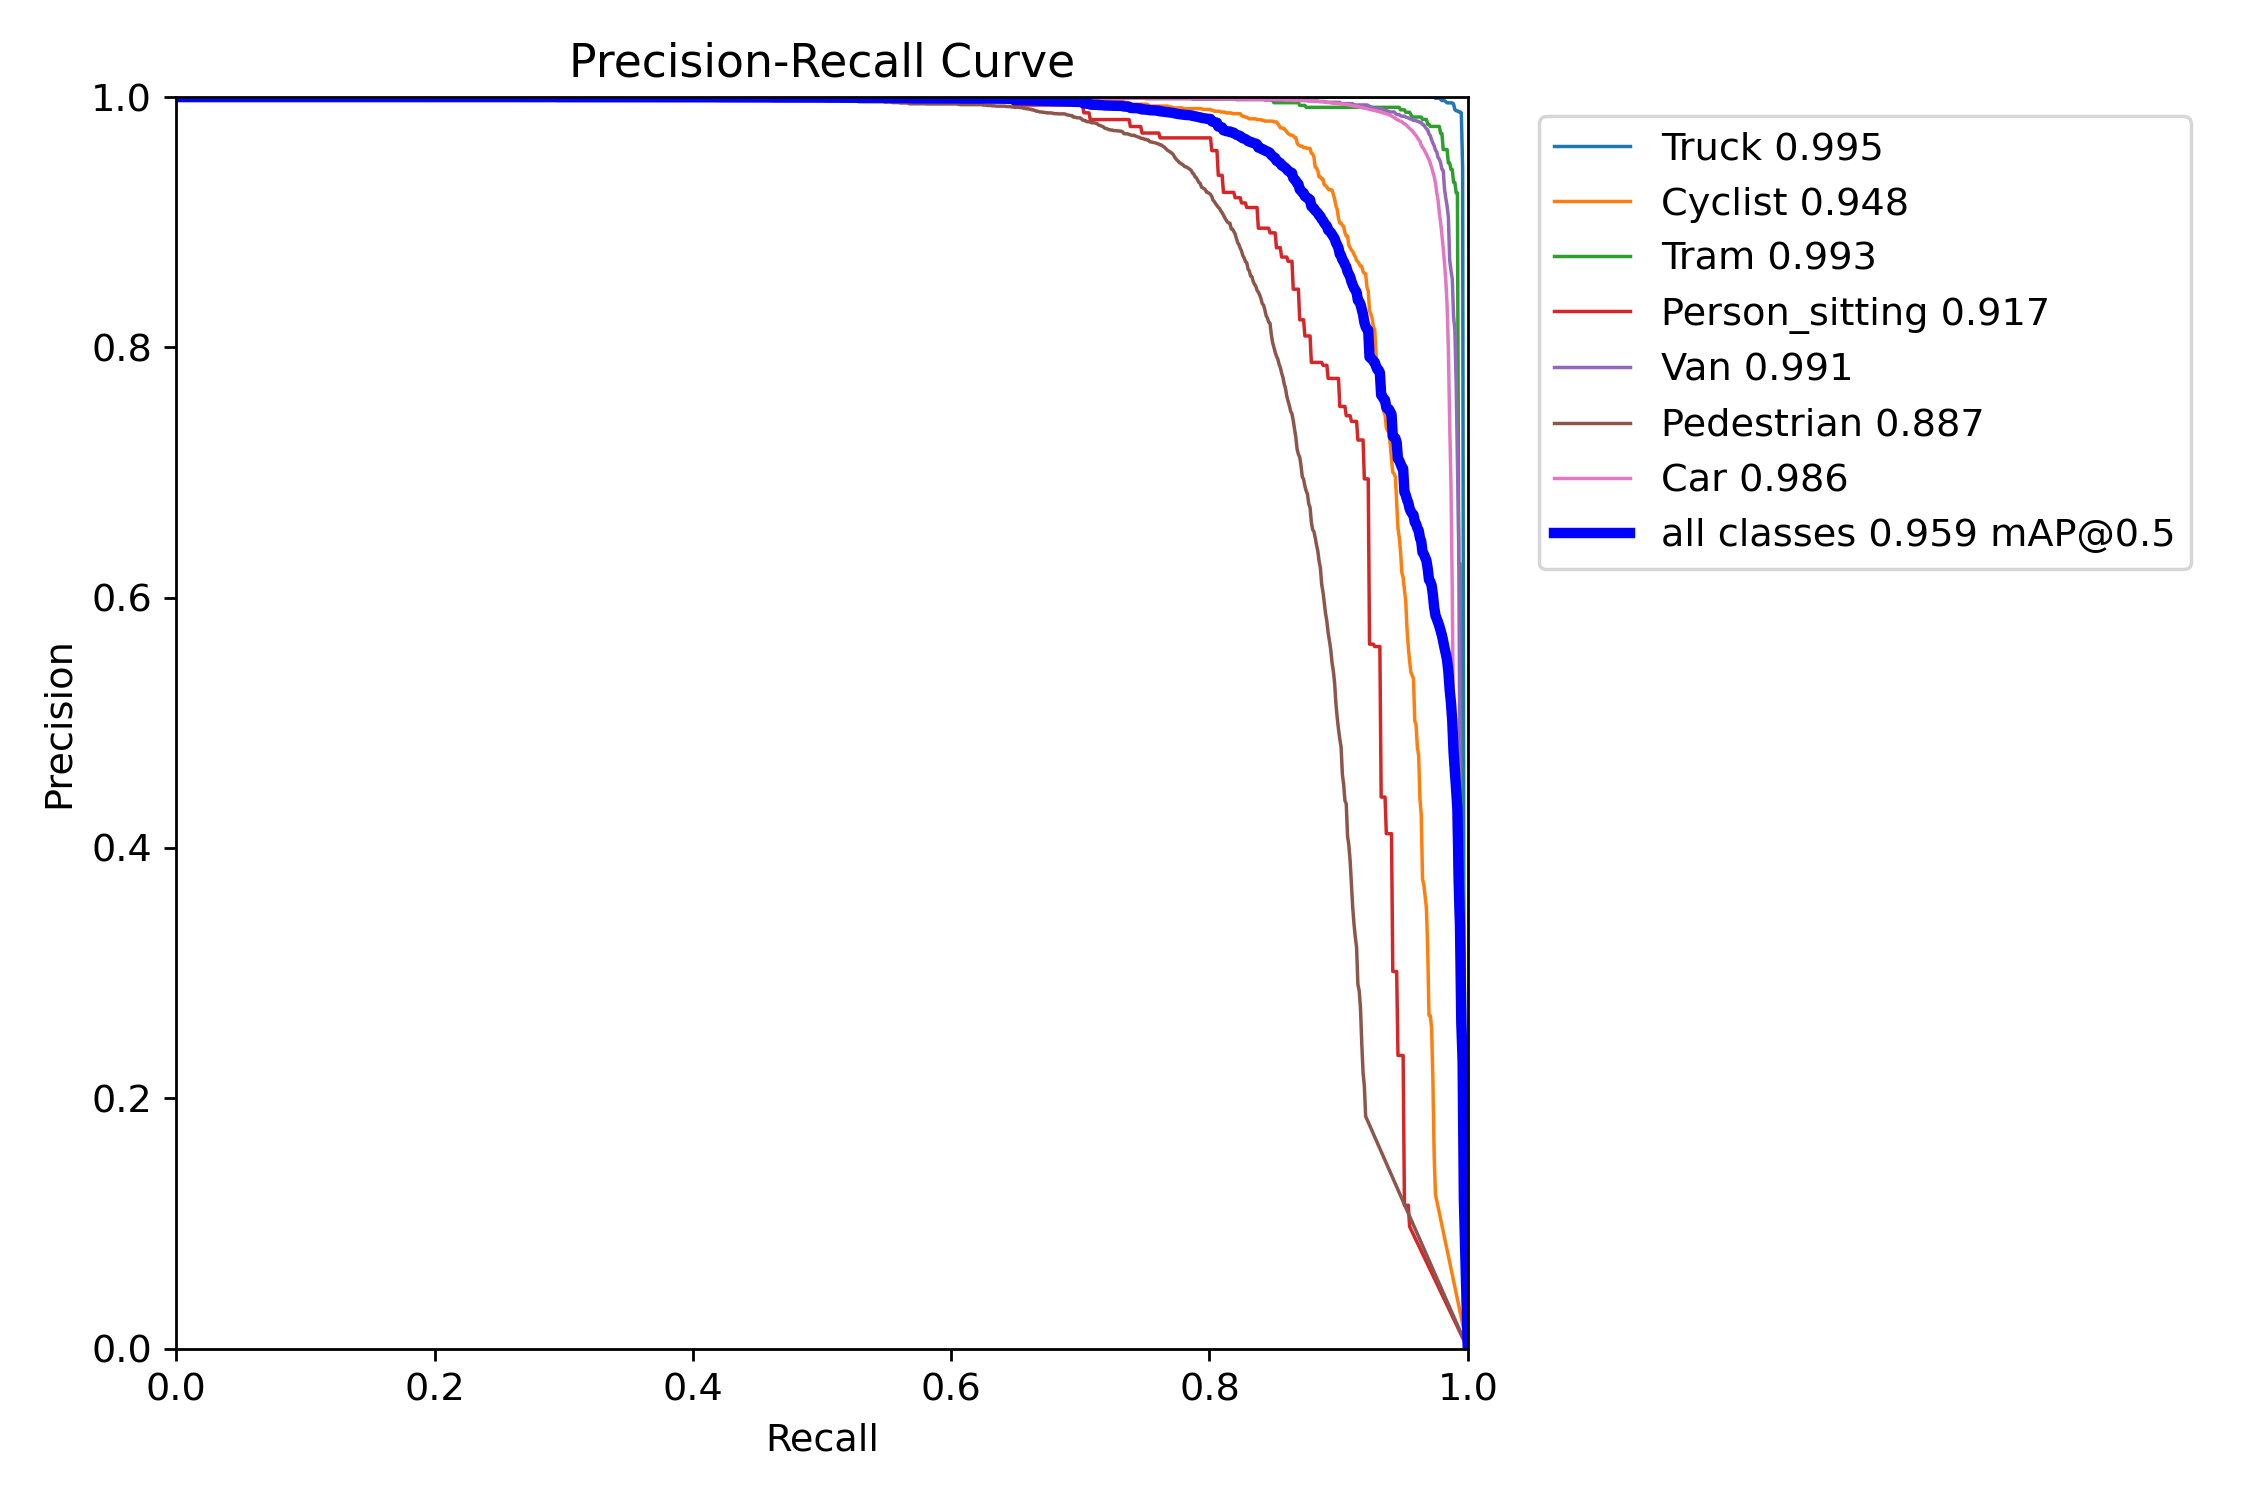 Precision-Recall Curve
1.0
0.8
0.6
0.4
0.2
0.0
Precision
0.0 0.2 0.4 0.6 0.8 1.0
Recall
Truck 0.995
Cyclist 0.948
Tram 0.993
Person_sitting 0.917
Van 0.991
Pedestrian 0.887
Car 0.986
all classes 0.959 mAP@0.5